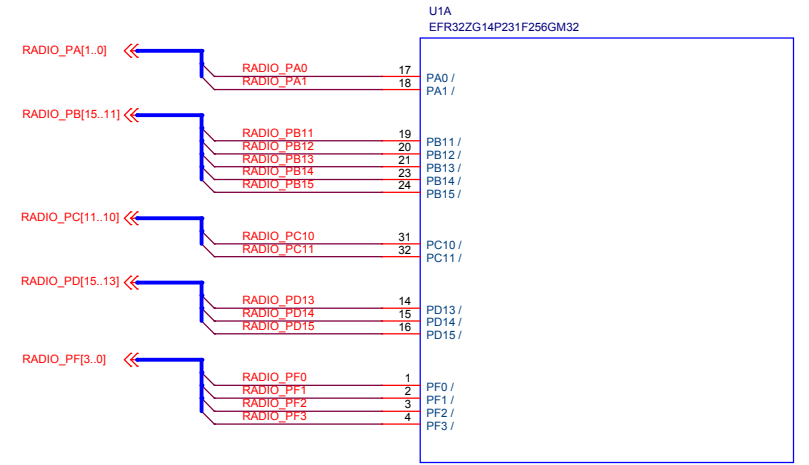 U1A
EFR32ZG14P231F256GM32
RADIO_PA[1..0]
RADIO_PA0 17 PA0 /
RADIO_PA1 18 PA1 /
RADIO_PB[15..11]
RADIO_PB11 19 PB11 /
RADIO_PB12 20 PB12 /
RADIO_PB13 21 PB13 /
RADIO_PB14 23 PB14 /
RADIO_PB15 24 PB15 /
RADIO_PC[11..10]
RADIO_PC10 31 PC10 /
RADIO_PC11 32 PC11 /
RADIO_PD[15..13]
RADIO_PD13 14 PD13 /
RADIO_PD14 15 PD14 /
RADIO_PD15 16 PD15 /
RADIO_PF[3..0]
RADIO_PF0 1 PF0 /
RADIO_PF1 2 PF1 /
RADIO_PF2 3 PF2 /
RADIO_PF3 4 PF3 /